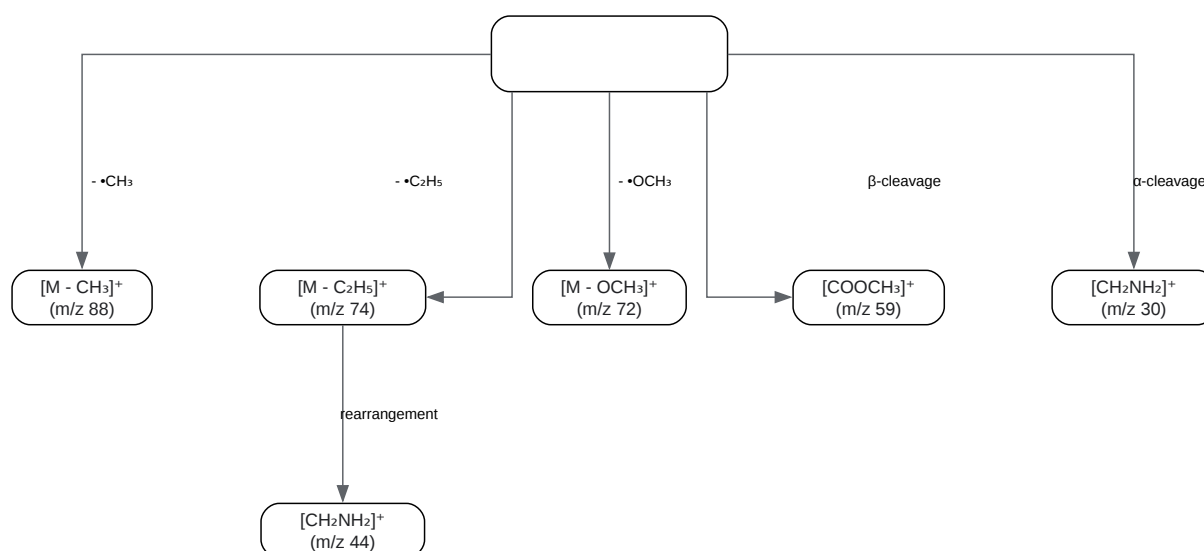 - •CH₃
- •C₂H₅
- •OCH₃
β-cleavage
α-cleavage
[M - CH₃]⁺
(m/z 88)
[M - C₂H₅]⁺
(m/z 74)
[M - OCH₃]⁺
(m/z 72)
[COOCH₃]⁺
(m/z 59)
[CH₂NH₂]⁺
(m/z 30)
rearrangement
[CH₂NH₂]⁺
(m/z 44)